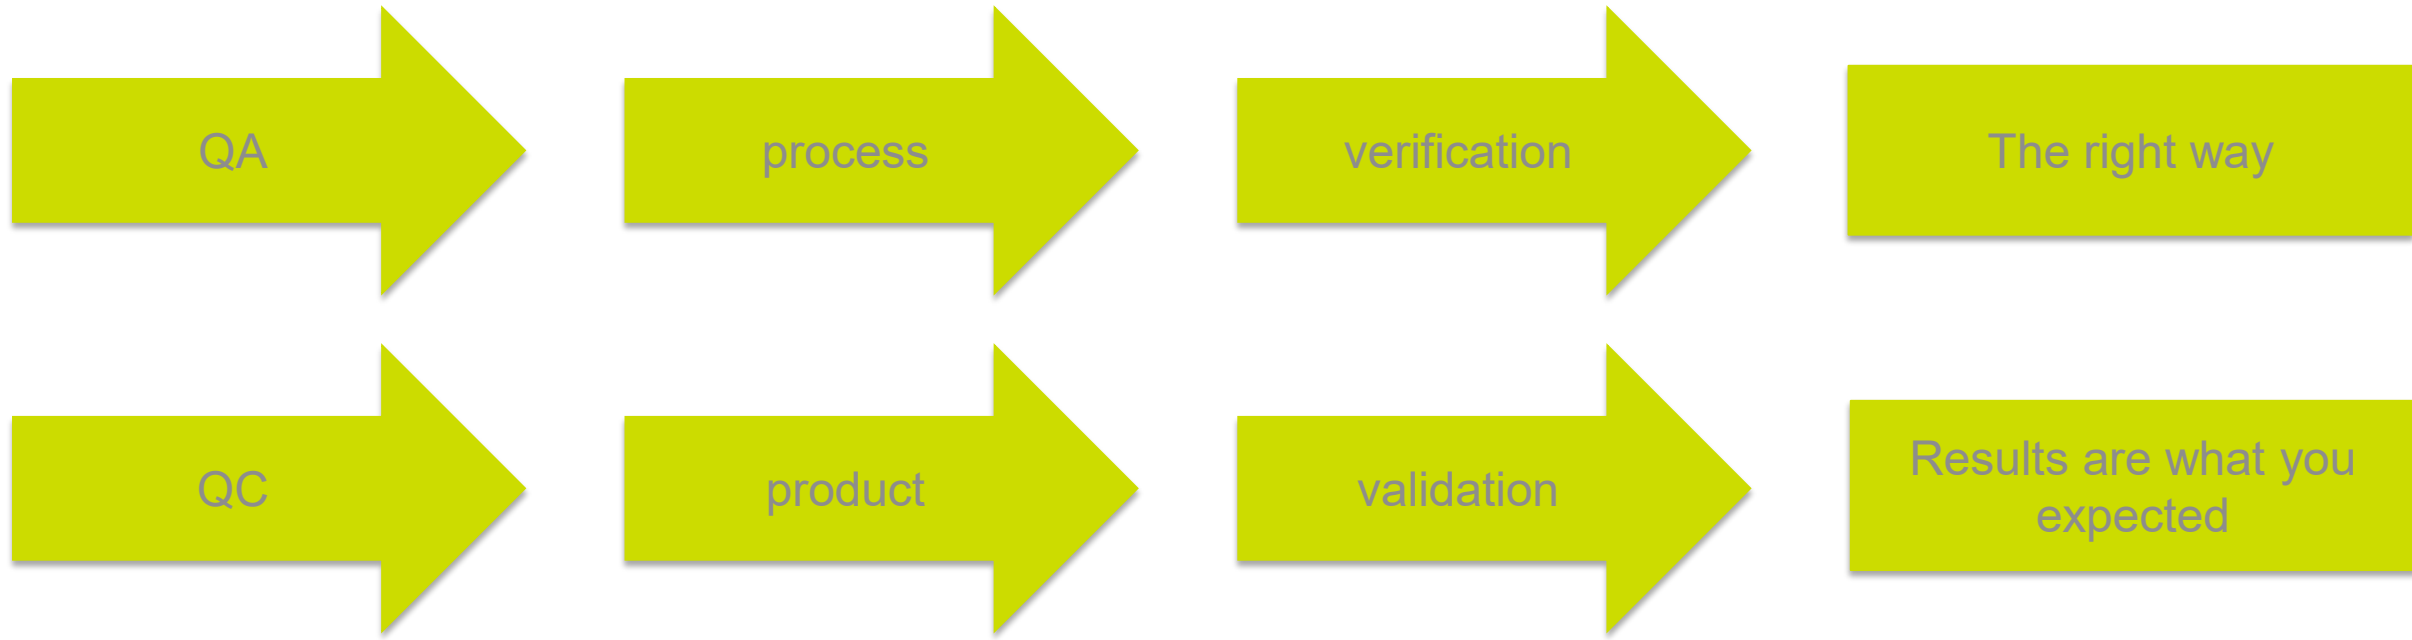 QA
process
verification
The right way
QC
product
validation
Results are what you
expected